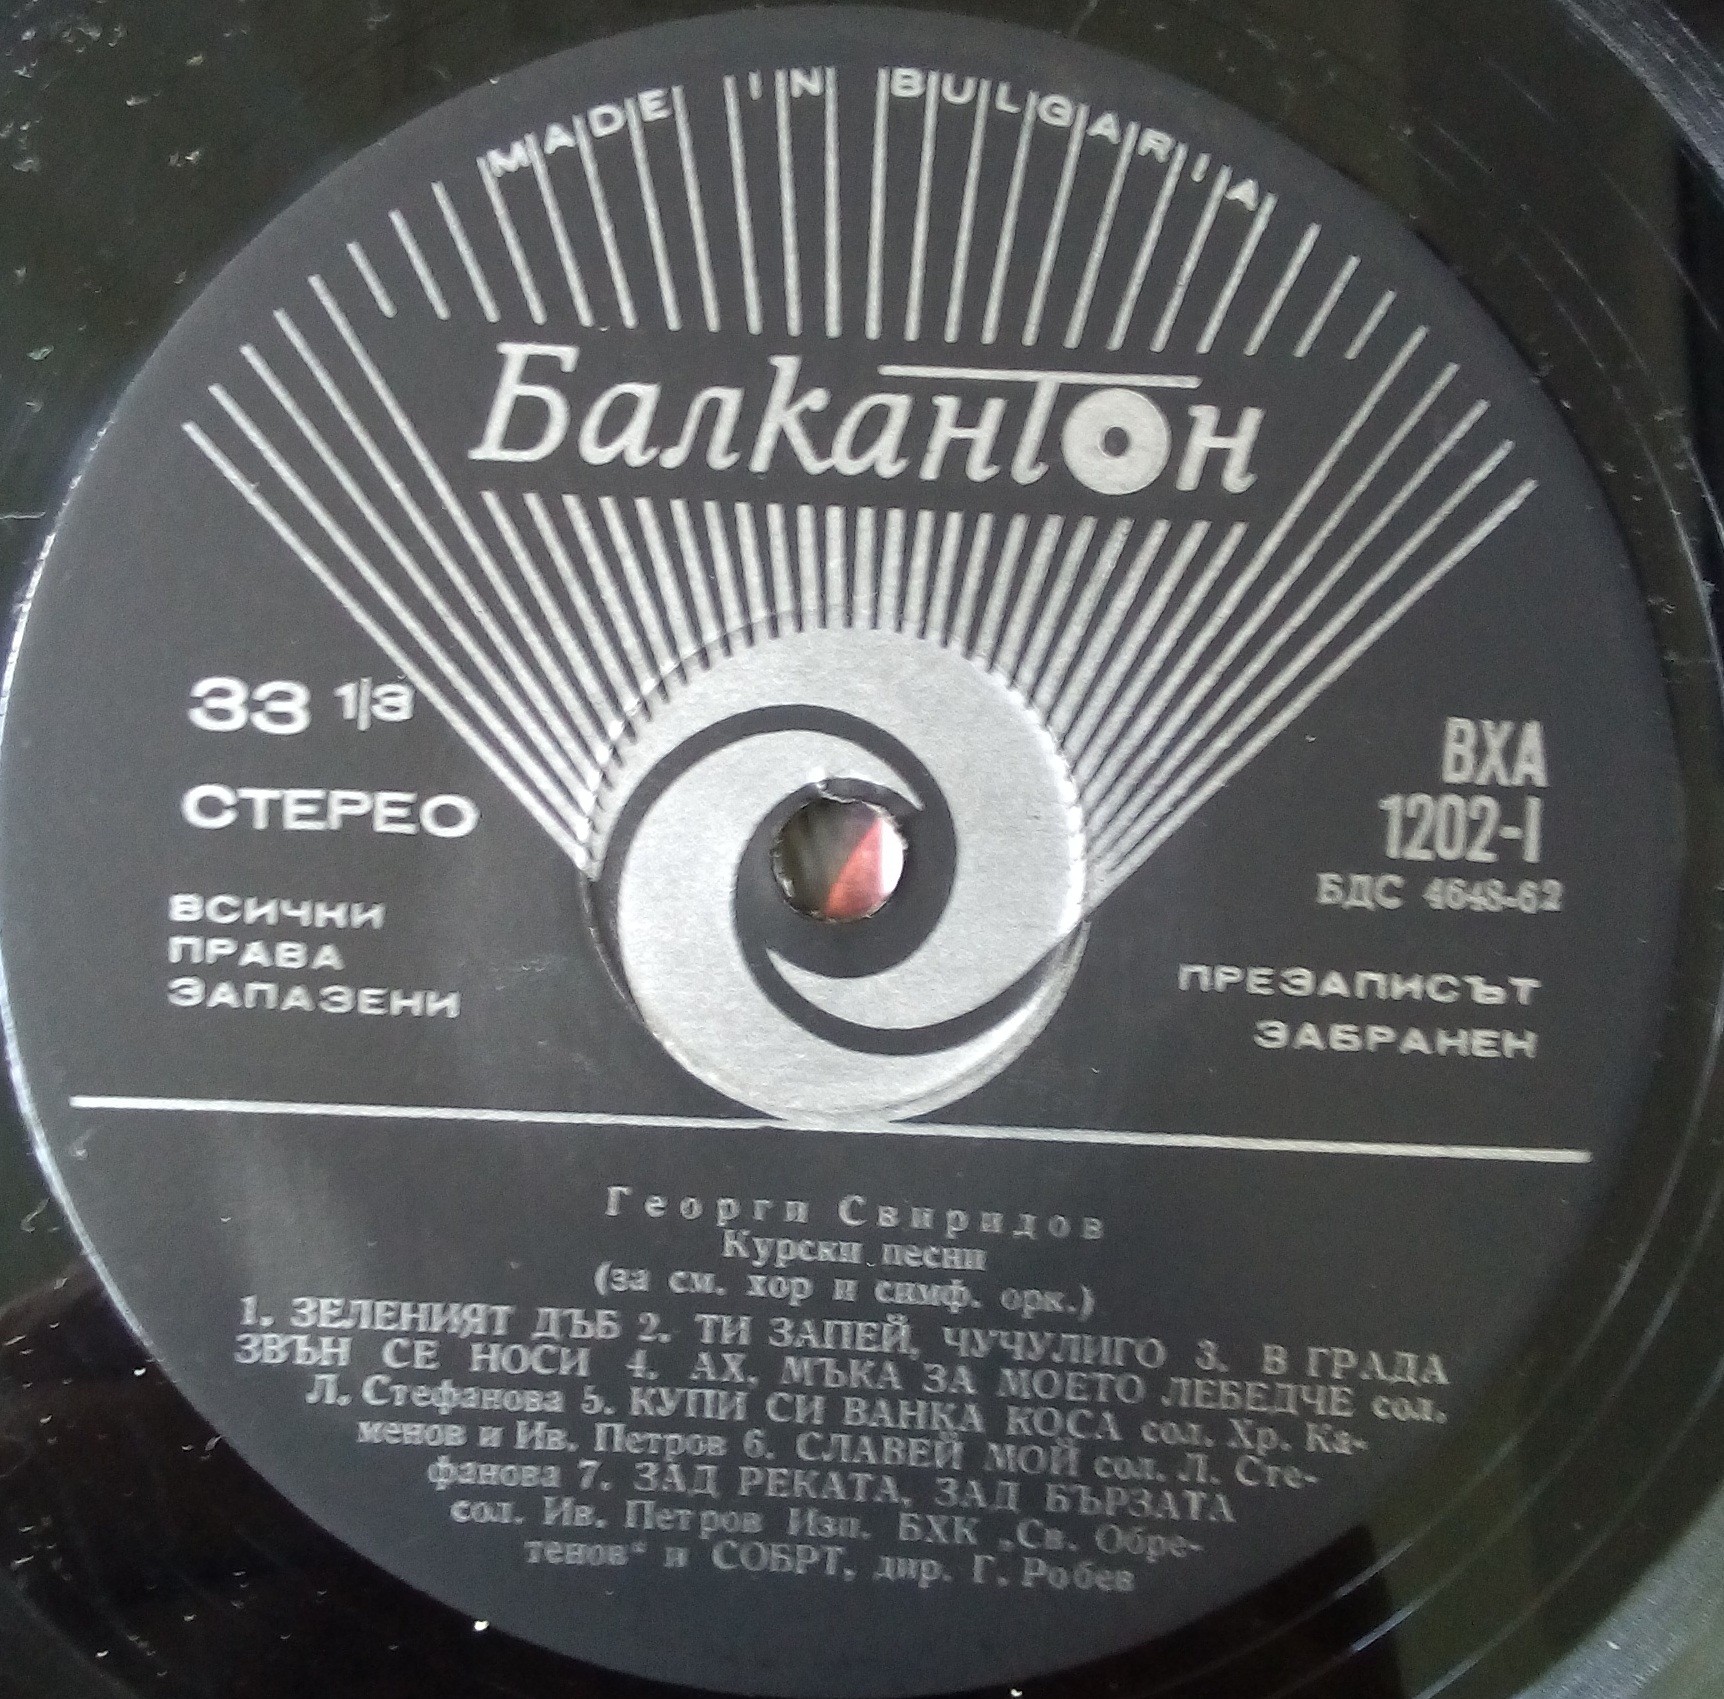 MADE IN BULGARIA
Балкантон
33 1/3
СТЕРЕО
ВСИЧКИ
ПРАВА
ЗАПАЗЕНИ
ВХА
1202-I
БДС 4648-62
ПРЕЗАПИСЪТ
ЗАБРАНЕН
Георги Свиридов
Курски песни
(за см. хор и симф. орк.)
1. ЗЕЛЕНИЯТ ДЪБ 2. ТИ ЗАПЕЙ, ЧУЧУЛИГО 3. В ГРАДА
ЗВЪН СЕ НОСИ 4. АХ, МЪКА ЗА МОЕТО ЛЕБЕДЧЕ сол.
Л. Стефанова 5. КУПИ СИ ВАНКА КОСА сол. Хр. Ка-
менов и Ив. Петров 6. СЛАВЕЙ МОЙ сол. Л. Сте-
фанова 7. ЗАД РЕКАТА, ЗАД БЪРЗАТА
сол. Ив. Петров Изп. БХК „Св. Обре-
тенов“ и СОБРТ, дир. Г. Робев